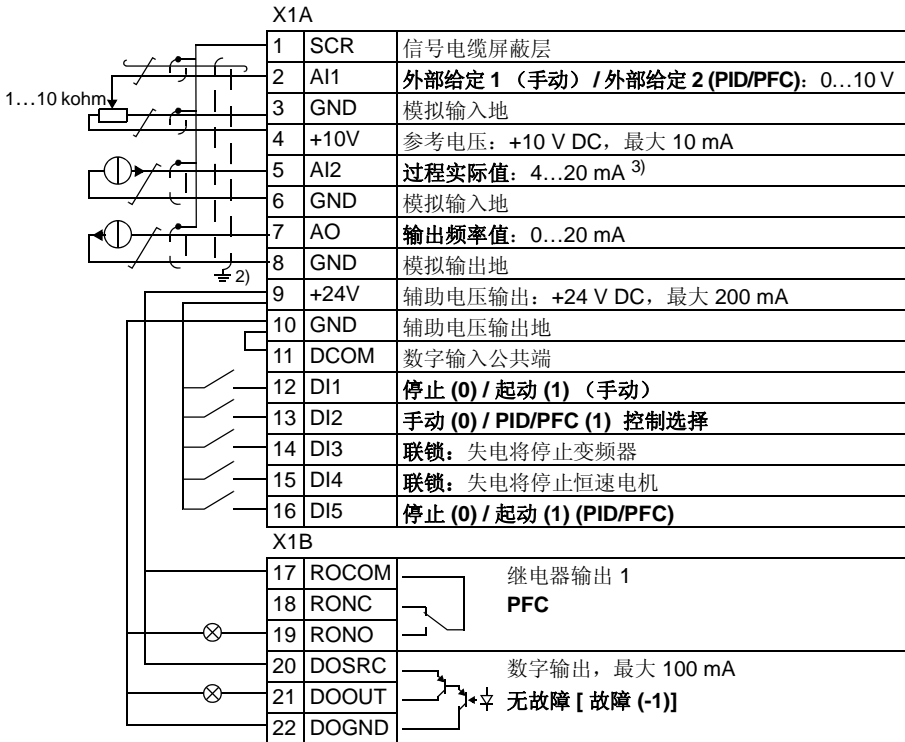 X1A
1 SCR 信号电缆屏蔽层
2 AI1 外部给定 1 （手动） / 外部给定 2 (PID/PFC)：0…10 V
1…10 kohm
3 GND 模拟输入地
4 +10V 参考电压：+10 V DC，最大 10 mA
5 AI2 过程实际值：4…20 mA 3)
6 GND 模拟输入地
7 AO 输出频率值：0…20 mA
8 GND 模拟输出地
2)
9 +24V 辅助电压输出：+24 V DC，最大 200 mA
10 GND 辅助电压输出地
11 DCOM 数字输入公共端
12 DI1 停止 (0) / 起动 (1) （手动）
13 DI2 手动 (0) / PID/PFC (1) 控制选择
14 DI3 联锁：失电将停止变频器
15 DI4 联锁：失电将停止恒速电机
16 DI5 停止 (0) / 起动 (1) (PID/PFC)
X1B
17 ROCOM 继电器输出 1
18 RONC PFC
19 RONO
20 DOSRC 数字输出，最大 100 mA
21 DOOUT 无故障 [ 故障 (-1)]
22 DOGND